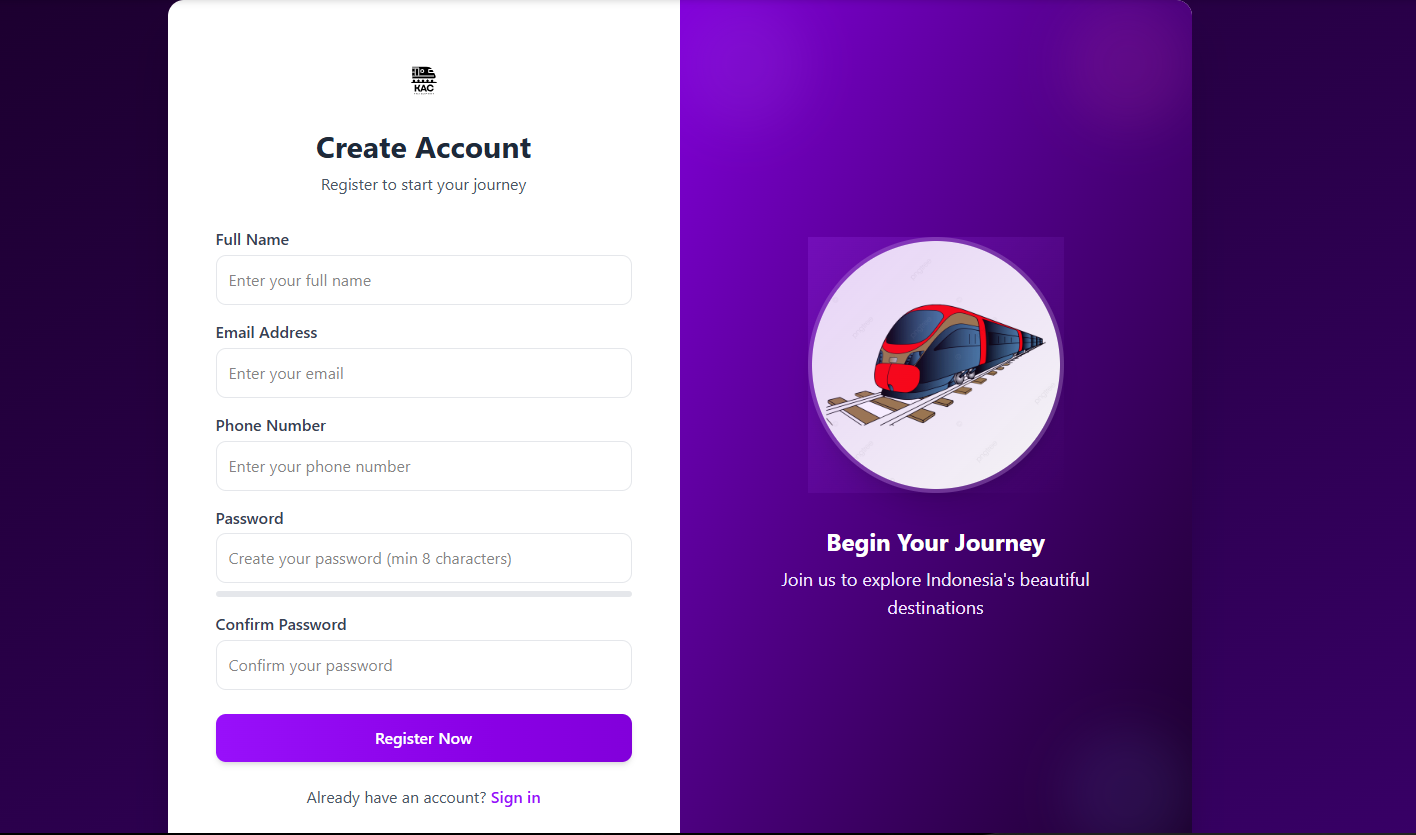 KAC
Create Account
Register to start your journey
Full Name
Enter your full name
Email Address
Enter your email
Phone Number
Enter your phone number
Password
Create your password (min 8 characters)
Confirm Password
Confirm your password
Register Now
Already have an account? Sign in
Begin Your Journey
Join us to explore Indonesia's beautiful
destinations